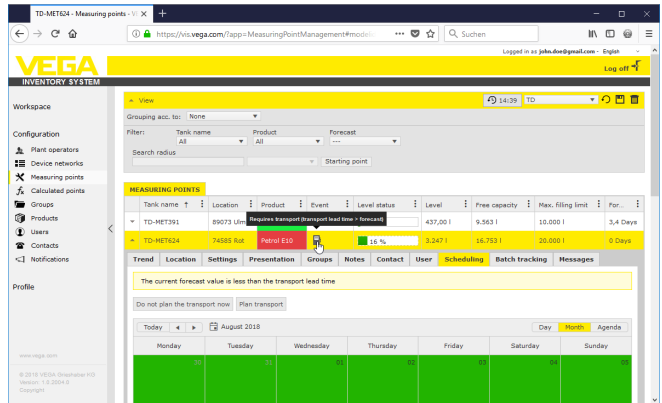 TD-MET624 - Measuring points - VI
https://vis.vega.com/?app=MeasuringPointManagement#model=
Suchen
Logged in as john.doe@gmail.com - English
VEGA
INVENTORY SYSTEM
Log off
Workspace
Configuration
Plant operators
Device networks
Measuring points
Calculated points
Groups
Products
Users
Contacts
Notifications
Profile
www.vega.com
Copyright
View
14:39
TD
Grouping acc. to: None
Filter: Tank name Product Forecast
All All ---
Search radius
Starting point
MEASURING POINTS
Tank name ↑ Location Product Event Level status Level Free capacity Max. filling limit For...
Requires transport (transport lead time > forecast)
TD-MET391 89073 Ulm 437,00 l 9.563 l 10.000 l 3,4 Days
TD-MET624 74585 Rot Petrol E10 16 % 3.247 l 16.753 l 20.000 l 0 Days
Trend Location Settings Presentation Groups Notes Contact User Scheduling Batch tracking Messages
The current forecast value is less than the transport lead time
Do not plan the transport now Plan transport
Today August 2018 Day Month Agenda
Monday Tuesday Wednesday Thursday Friday Saturday Sunday
30 31 01 02 03 04 05